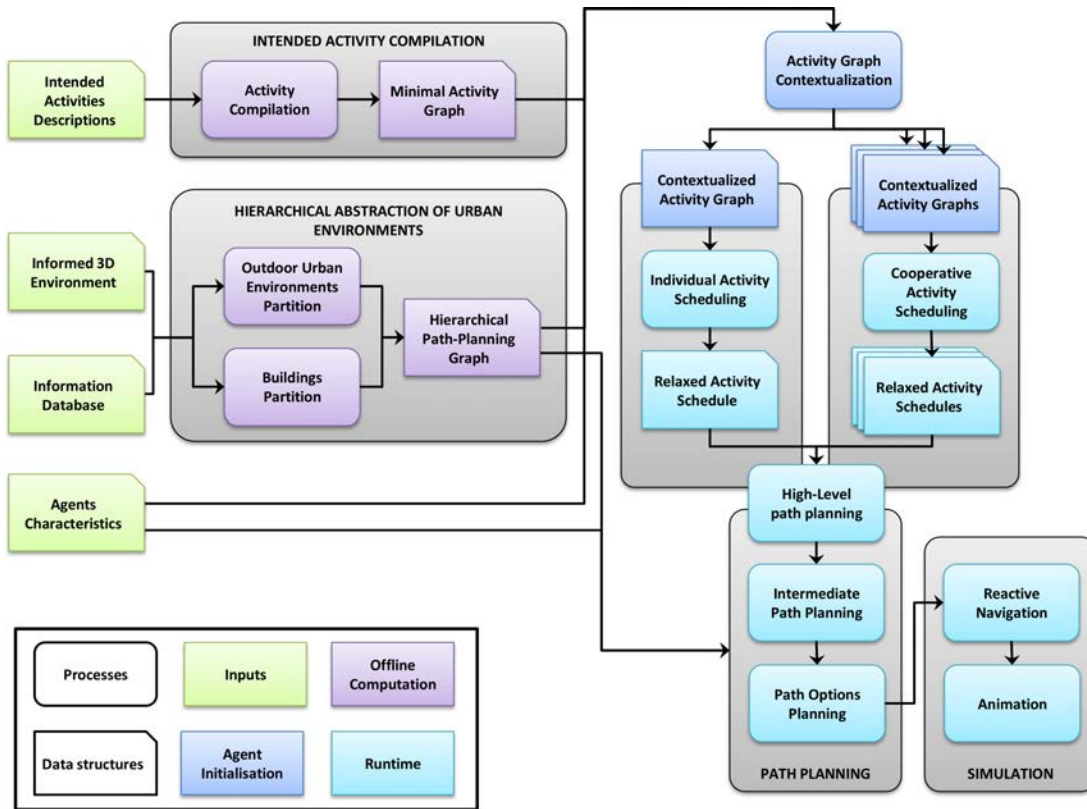 INTENDED ACTIVITY COMPILATION
Intended
Activities
Descriptions
Activity
Compilation
Minimal Activity
Graph
Activity Graph
Contextualization
HIERARCHICAL ABSTRACTION OF URBAN
ENVIRONMENTS
Informed 3D
Environment
Information
Database
Outdoor Urban
Environments
Partition
Buildings
Partition
Hierarchical
Path-Planning
Graph
Agents
Characteristics
Contextualized
Activity Graph
Contextualized
Activity Graphs
Individual Activity
Scheduling
Cooperative
Activity
Scheduling
Relaxed Activity
Schedule
Relaxed Activity
Schedules
High-Level
path planning
Intermediate
Path Planning
Path Options
Planning
PATH PLANNING
Reactive
Navigation
Animation
SIMULATION
Processes
Inputs
Offline
Computation
Data structures
Agent
Initialisation
Runtime